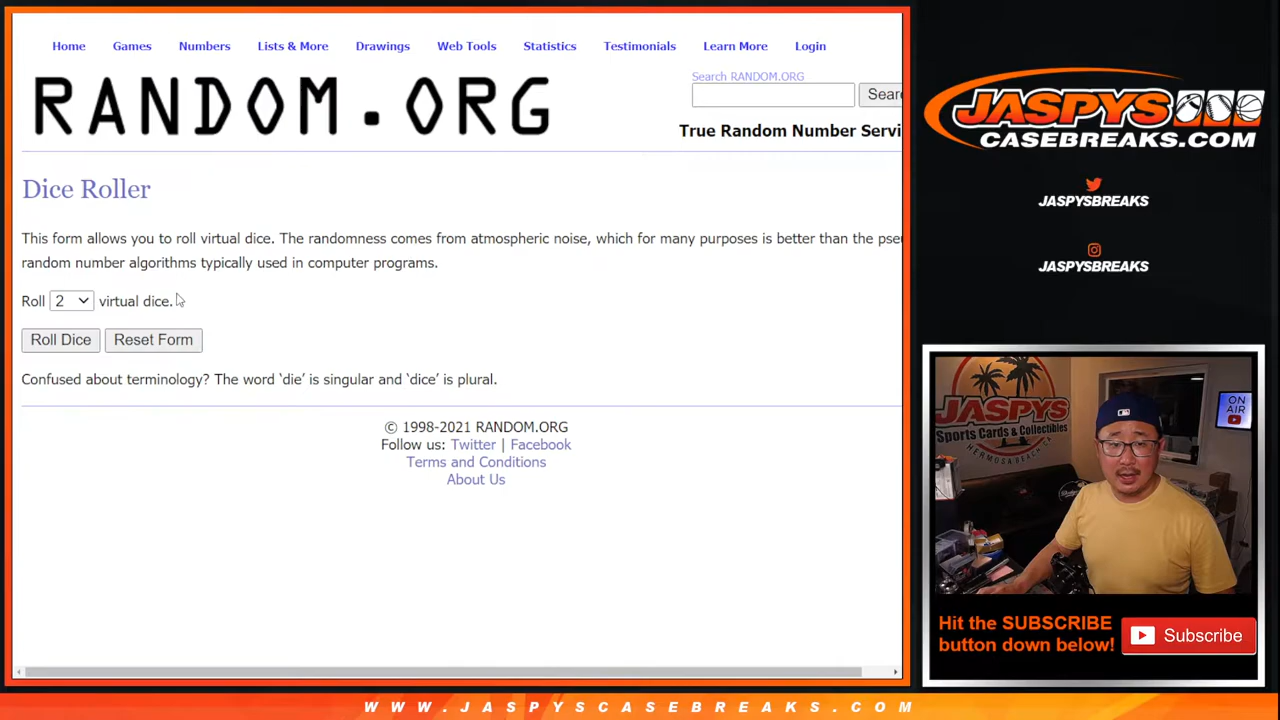 Home Games Numbers Lists & More Drawings Web Tools Statistics Testimonials Learn More Login
RANDOM.ORG
Search RANDOM.ORG
Sear
True Random Number Servi
Dice Roller
This form allows you to roll virtual dice. The randomness comes from atmospheric noise, which for many purposes is better than the pseu
random number algorithms typically used in computer programs.
Roll 2 virtual dice.
Roll Dice Reset Form
Confused about terminology? The word ‘die’ is singular and ‘dice’ is plural.
© 1998-2021 RANDOM.ORG
Follow us: Twitter | Facebook
Terms and Conditions
About Us
JASPYS
CASEBREAKS.COM
JASPYSBREAKS
JASPYSBREAKS
JASPYS
Sports Cards & Collectibles
HERMOSA BEACH CA
ON
AIR
Hit the SUBSCRIBE
button down below!
Subscribe
WWW.JASPYSCASEBREAKS.COM